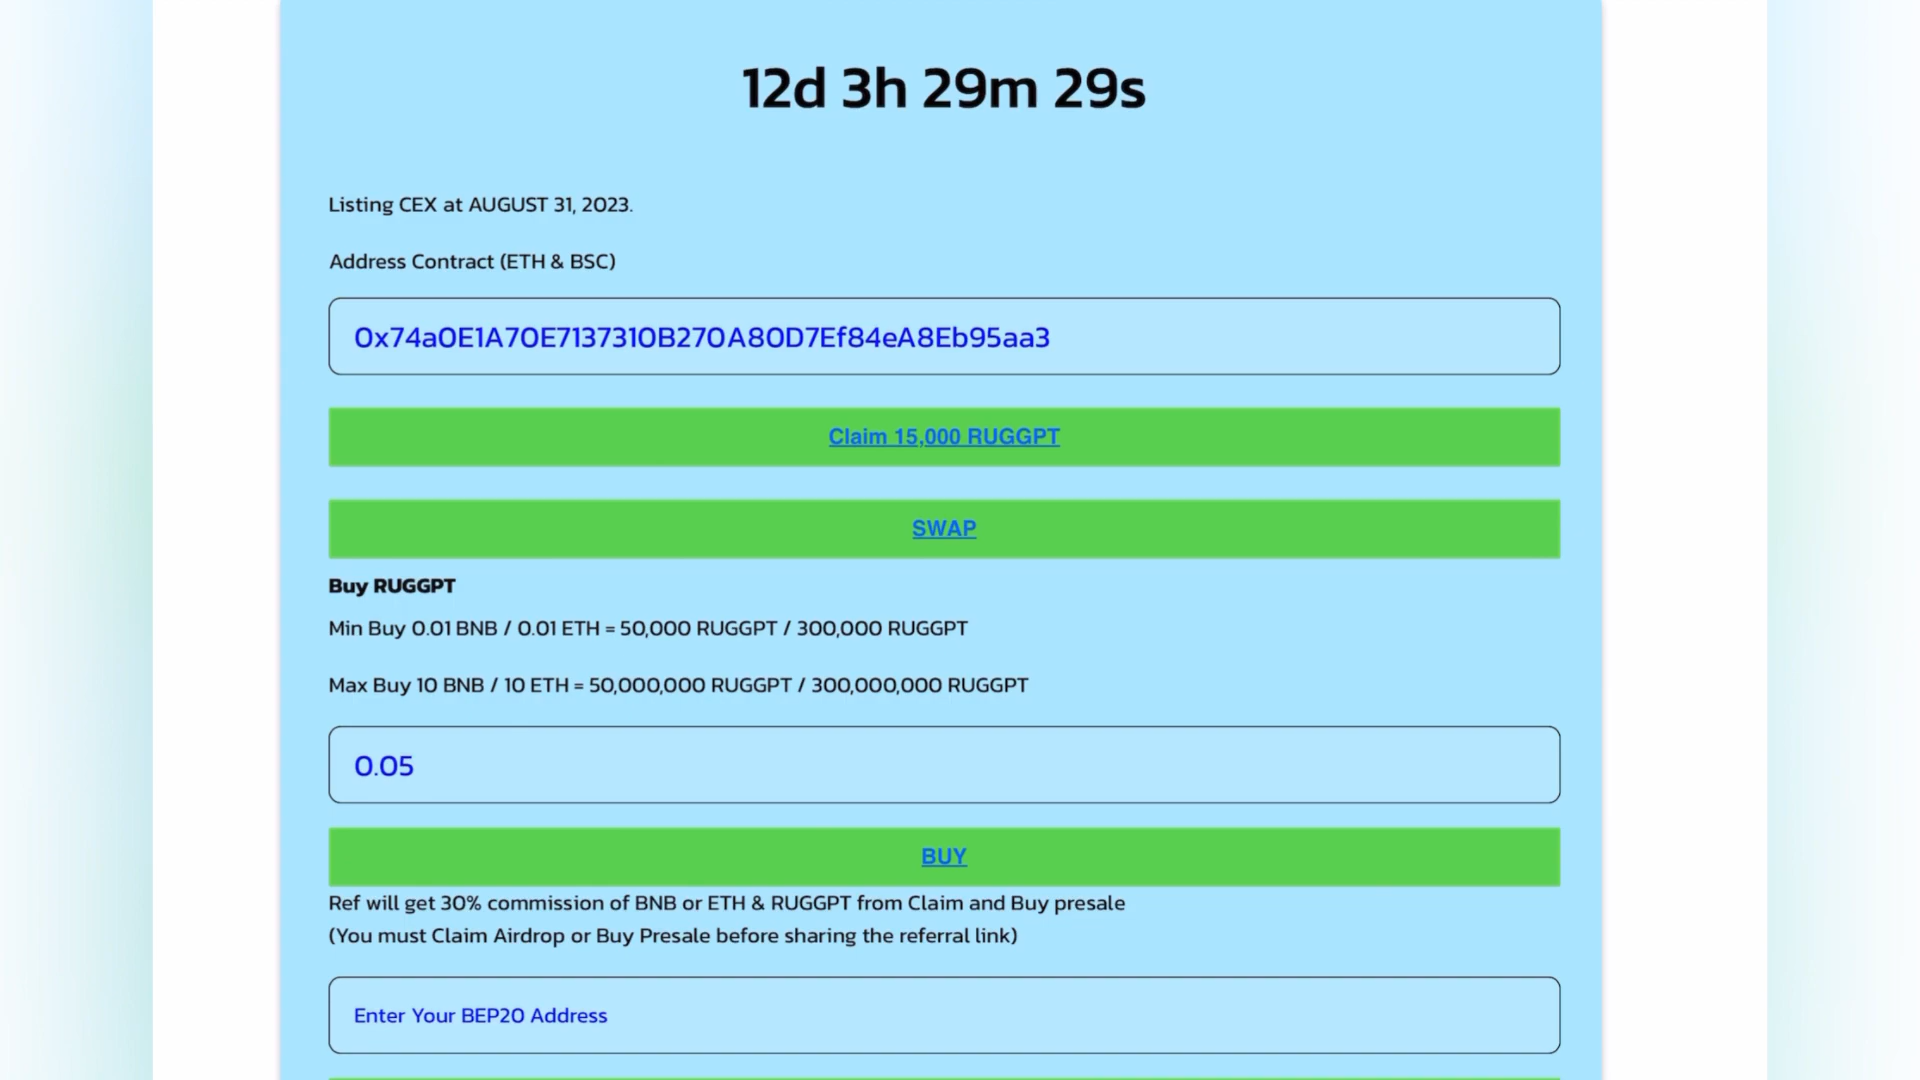 12d 3h 29m 29s
Listing CEX at AUGUST 31, 2023.
Address Contract (ETH & BSC)
0x74a0E1A70E7137310B270A80D7Ef84eA8Eb95aa3
Claim 15,000 RUGGPT
SWAP
Buy RUGGPT
Min Buy 0.01 BNB / 0.01 ETH = 50,000 RUGGPT / 300,000 RUGGPT
Max Buy 10 BNB / 10 ETH = 50,000,000 RUGGPT / 300,000,000 RUGGPT
0.05
BUY
Ref will get 30% commission of BNB or ETH & RUGGPT from Claim and Buy presale
(You must Claim Airdrop or Buy Presale before sharing the referral link)
Enter Your BEP20 Address